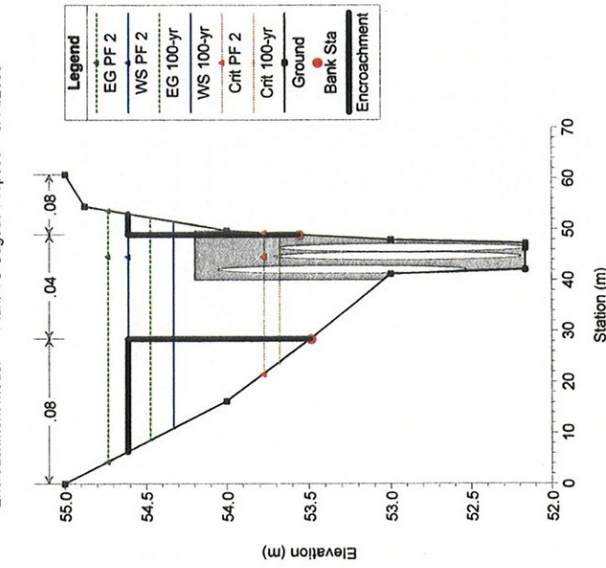 .08
.04
.08
Legend
EG PF 2
WS PF 2
EG 100-yr
WS 100-yr
Crit PF 2
Crit 100-yr
Ground
Bank Sta
Encroachment
Elevation (m)
55.0
54.5
54.0
53.5
53.0
52.5
52.0
0
10
20
30
40
50
60
70
Station (m)